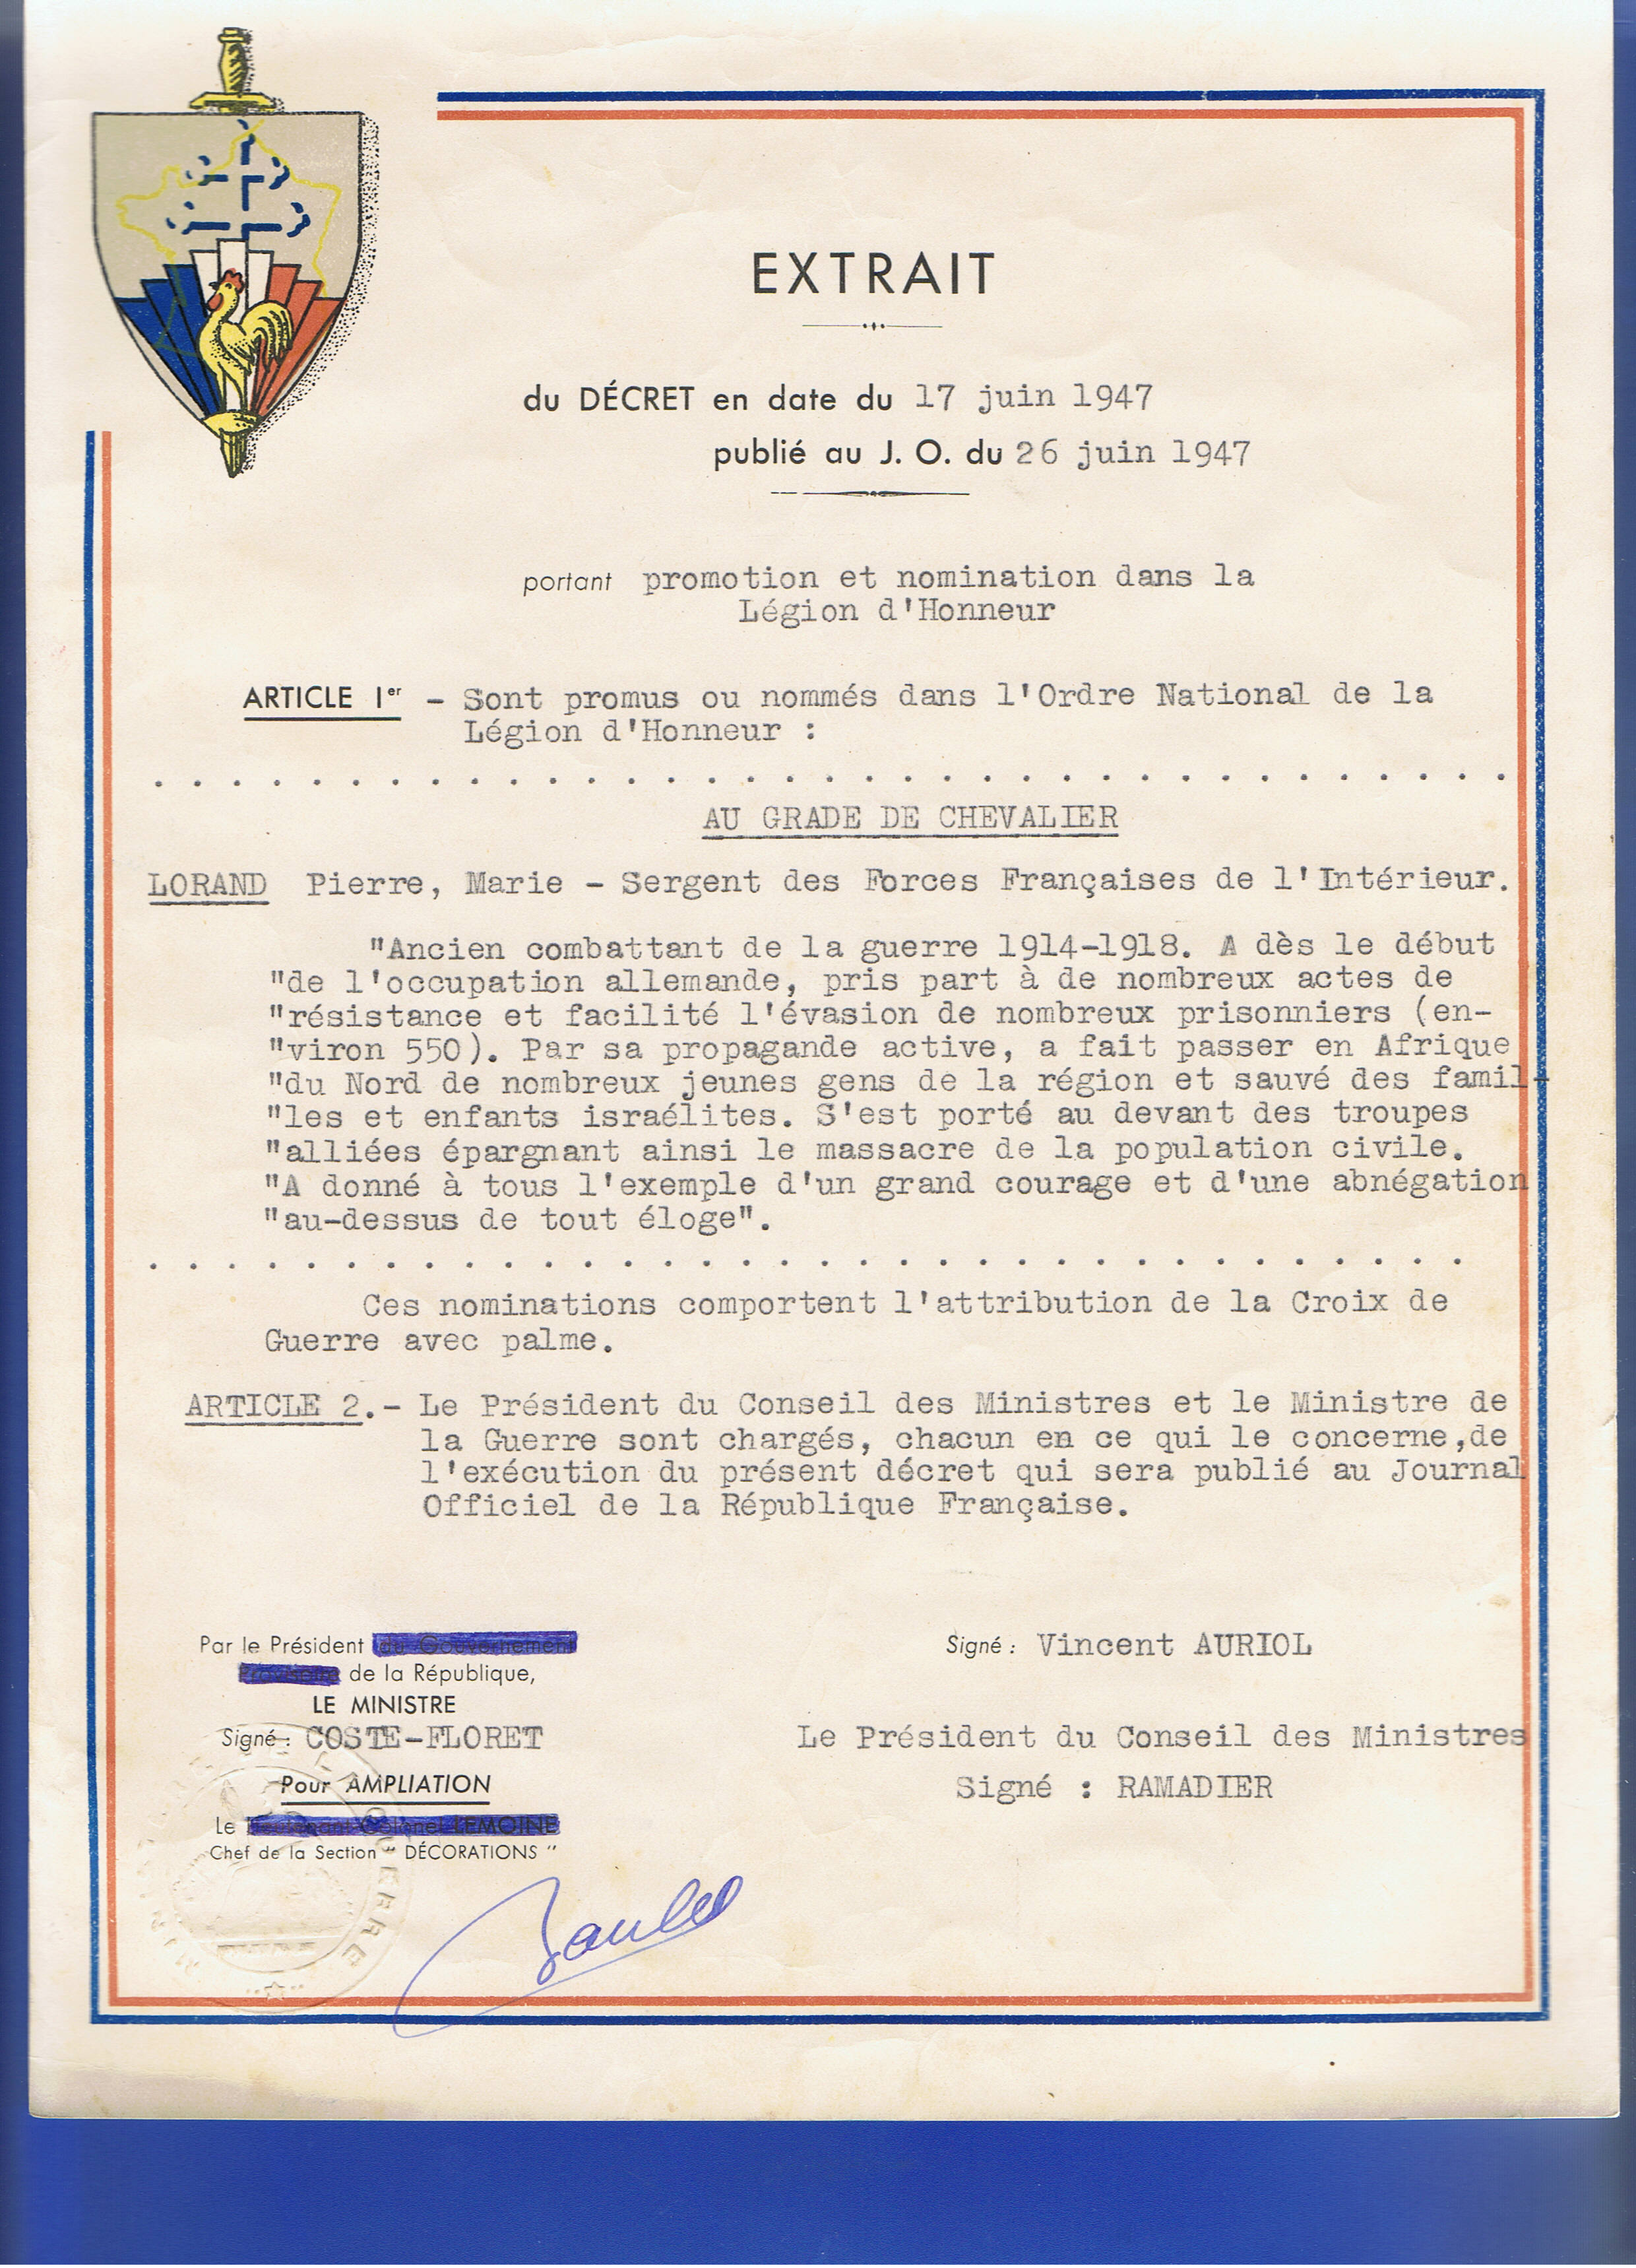 EXTRAIT
du DÉCRET en date du 17 juin 1947
publié au J. O. du 26 juin 1947
portant promotion et nomination dans la
Légion d'Honneur
ARTICLE 1er - Sont promus ou nommés dans l'Ordre National de la
Légion d'Honneur :
. . . . . . . . . . . . . . . . . . . . . . . . . . . . . . . . . . .
AU GRADE DE CHEVALIER
LORAND Pierre, Marie - Sergent des Forces Françaises de l'Intérieur.
"Ancien combattant de la guerre 1914-1918. A dès le début
"de l'occupation allemande, pris part à de nombreux actes de
"résistance et facilité l'évasion de nombreux prisonniers (en-
"viron 550). Par sa propagande active, a fait passer en Afrique
"du Nord de nombreux jeunes gens de la région et sauvé des famil-
"les et enfants israélites. S'est porté au devant des troupes
"alliées épargnant ainsi le massacre de la population civile.
"A donné à tous l'exemple d'un grand courage et d'une abnégation
"au-dessus de tout éloge".
. . . . . . . . . . . . . . . . . . . . . . . . . . . . . . . . . .
Ces nominations comportent l'attribution de la Croix de
Guerre avec palme.
ARTICLE 2.- Le Président du Conseil des Ministres et le Ministre de
la Guerre sont chargés, chacun en ce qui le concerne,de
l'exécution du présent décret qui sera publié au Journal
Officiel de la République Française.
Par le Président du Gouvernement
Provisoire de la République,
LE MINISTRE
Signé : COSTE-FLORET
Pour AMPLIATION
Le Lieutenant-Colonel LEMOINE
Chef de la Section " DÉCORATIONS "
Signé : Vincent AURIOL
Le Président du Conseil des Ministres
Signé : RAMADIER
GUERRE